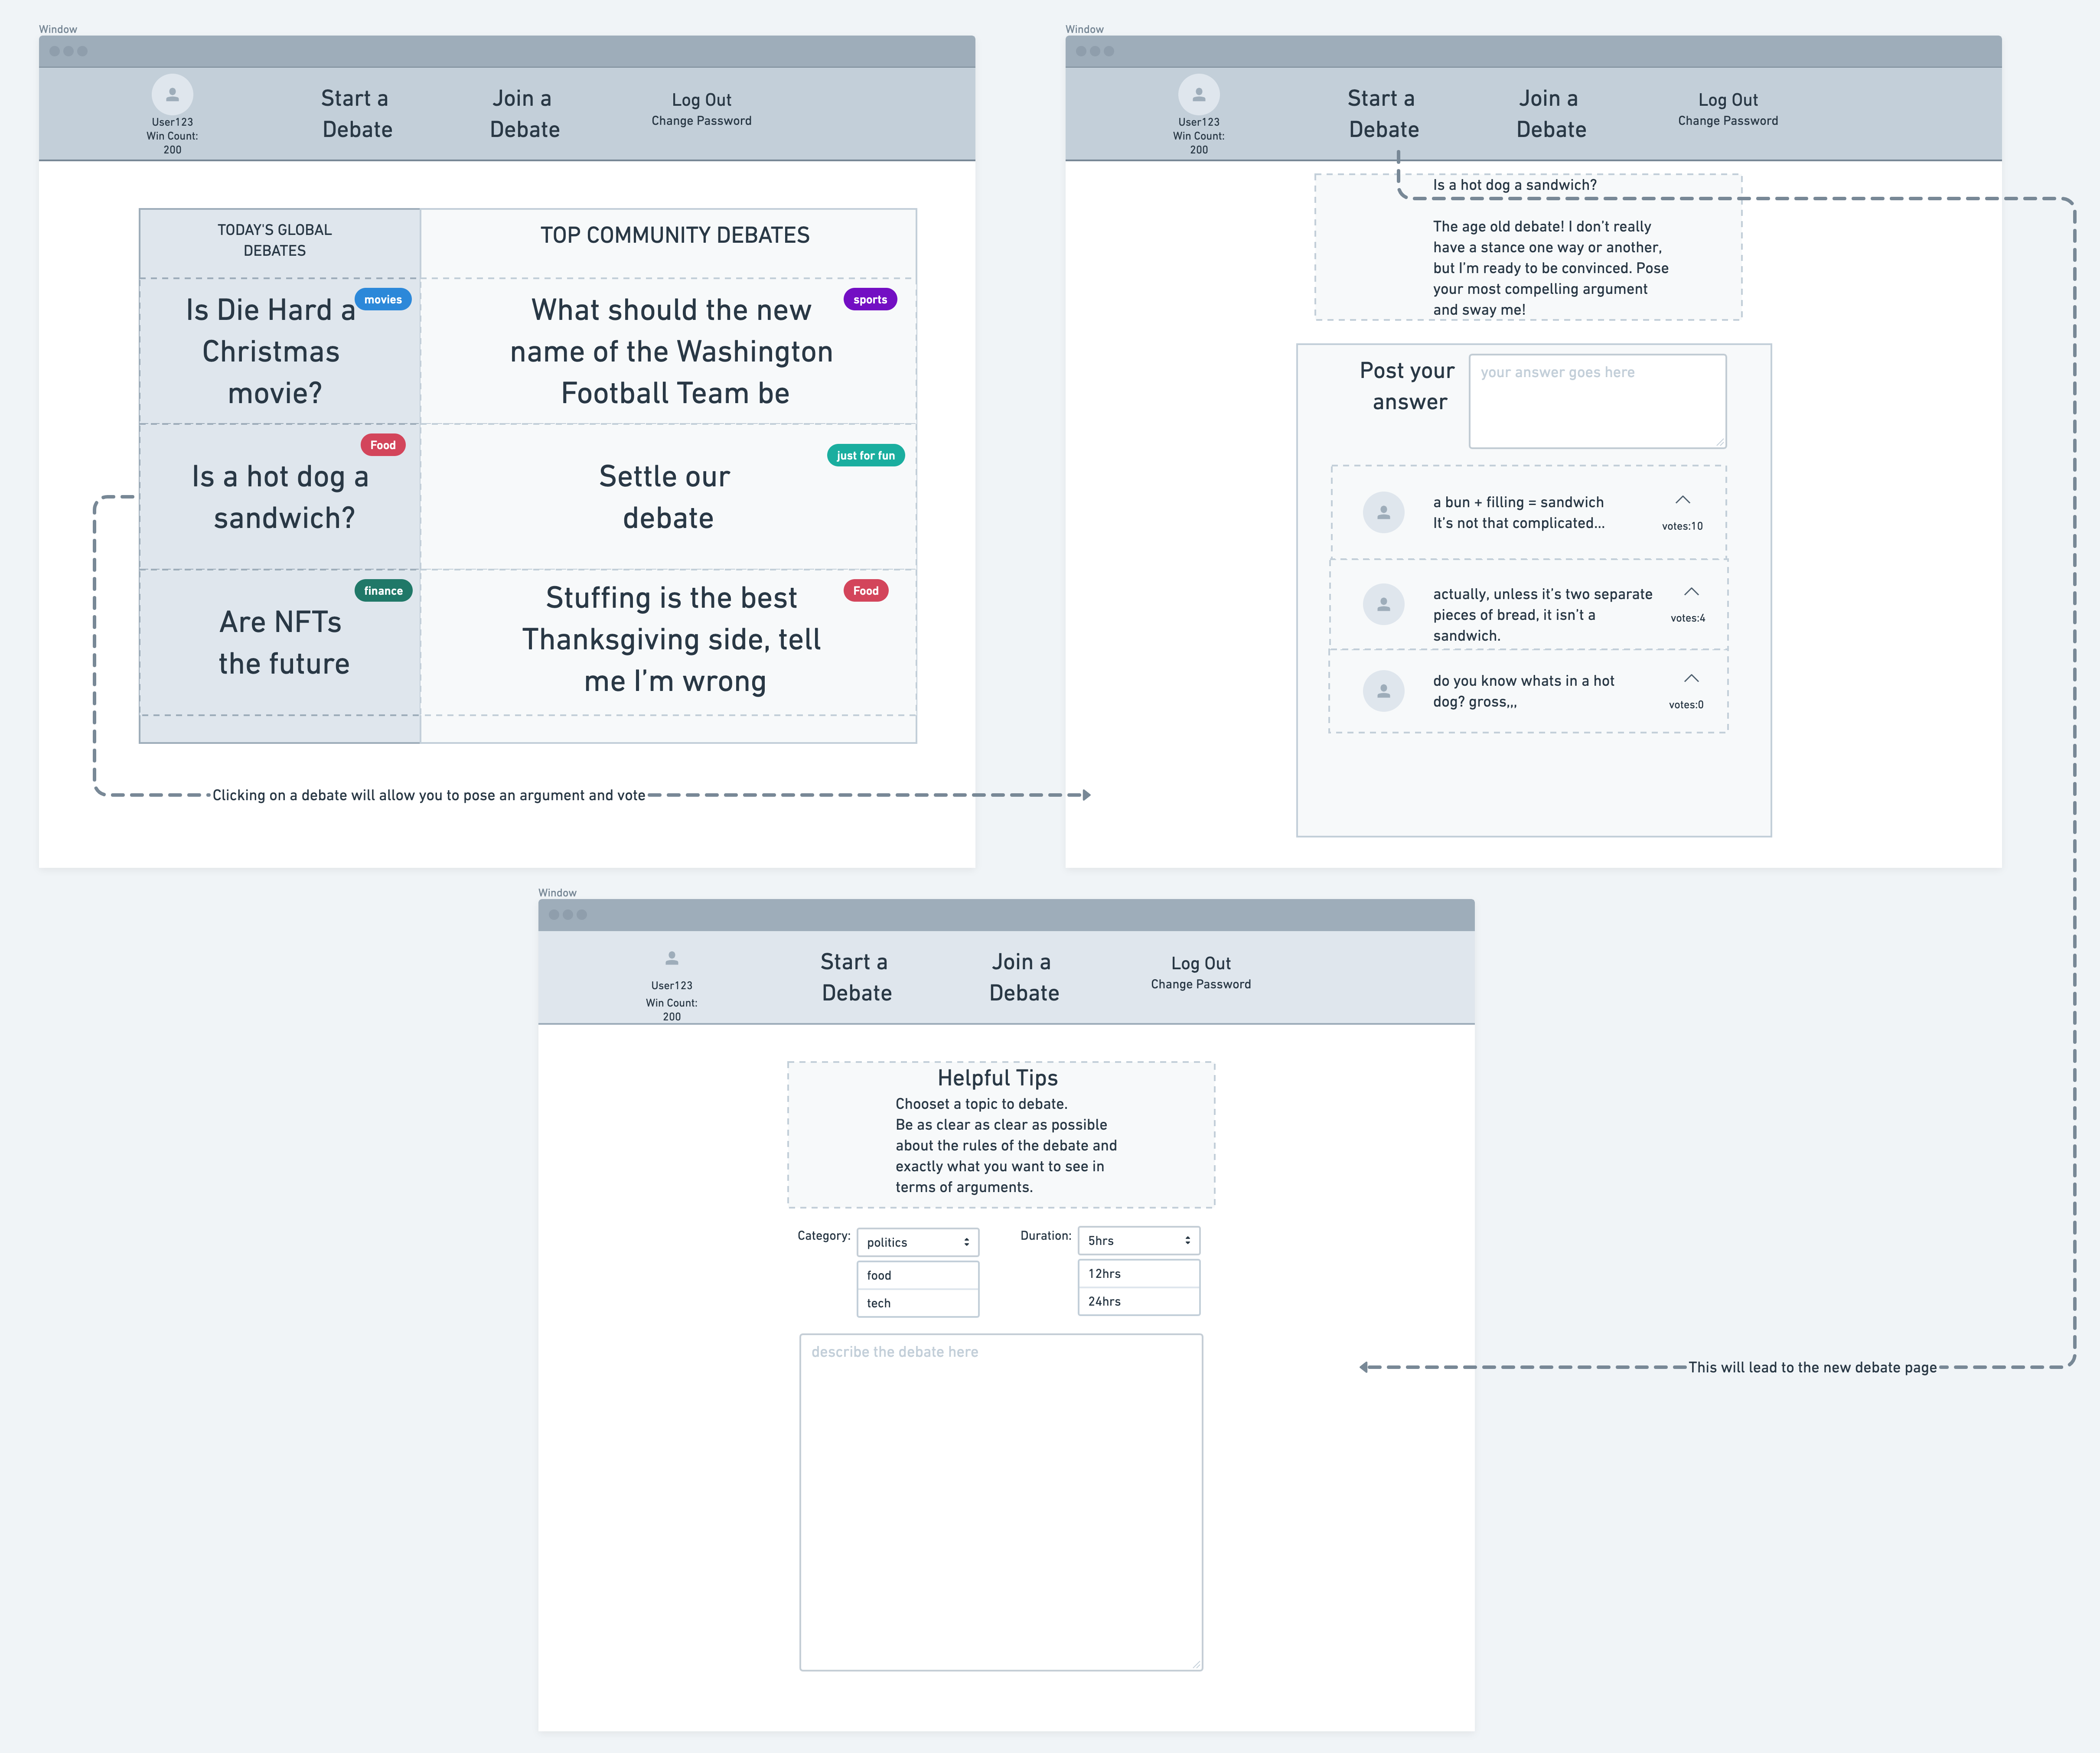 Window
User123
Win Count:
200
Start a
Debate
Join a
Debate
Log Out
Change Password
TODAY'S GLOBAL
DEBATES
TOP COMMUNITY DEBATES
movies
Is Die Hard a
Christmas
movie?
sports
What should the new
name of the Washington
Football Team be
Food
Is a hot dog a
sandwich?
just for fun
Settle our
debate
finance
Are NFTs
the future
Food
Stuffing is the best
Thanksgiving side, tell
me I'm wrong
Clicking on a debate will allow you to pose an argument and vote
Window
User123
Win Count:
200
Start a
Debate
Join a
Debate
Log Out
Change Password
Is a hot dog a sandwich?
The age old debate! I don't really
have a stance one way or another,
but I'm ready to be convinced. Pose
your most compelling argument
and sway me!
Post your
answer
your answer goes here
a bun + filling = sandwich
It's not that complicated...
votes:10
actually, unless it's two separate
pieces of bread, it isn't a
sandwich.
votes:4
do you know whats in a hot
dog? gross,,,
votes:0
Window
User123
Win Count:
200
Start a
Debate
Join a
Debate
Log Out
Change Password
Helpful Tips
Chooset a topic to debate.
Be as clear as clear as possible
about the rules of the debate and
exactly what you want to see in
terms of arguments.
Category:
politics
food
tech
Duration:
5hrs
12hrs
24hrs
describe the debate here
This will lead to the new debate page